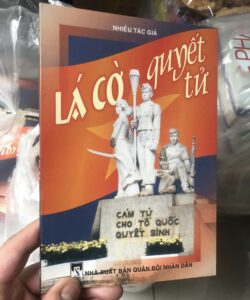 NHIỀU TÁC GIẢ
LÁ CỜ quyết
tử
CẢM TỬ
CHO TỔ QUỐC
QUYẾT SINH
NHÀ XUẤT BẢN QUÂN ĐỘI NHÂN DÂN